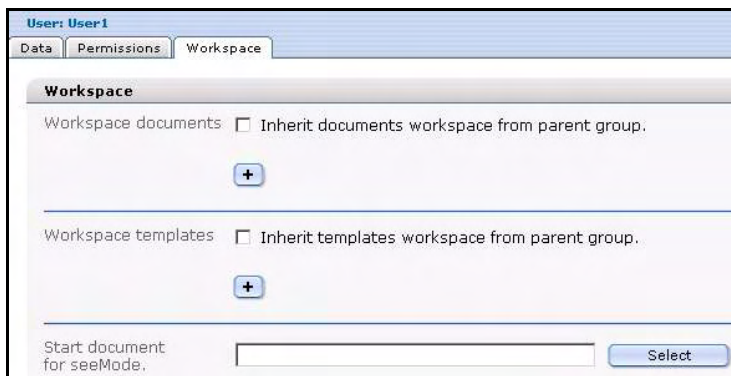 User: User1
Data Permissions Workspace
Workspace
Workspace documents Inherit documents workspace from parent group.
+
Workspace templates Inherit templates workspace from parent group.
+
Start document
for seeMode. Select